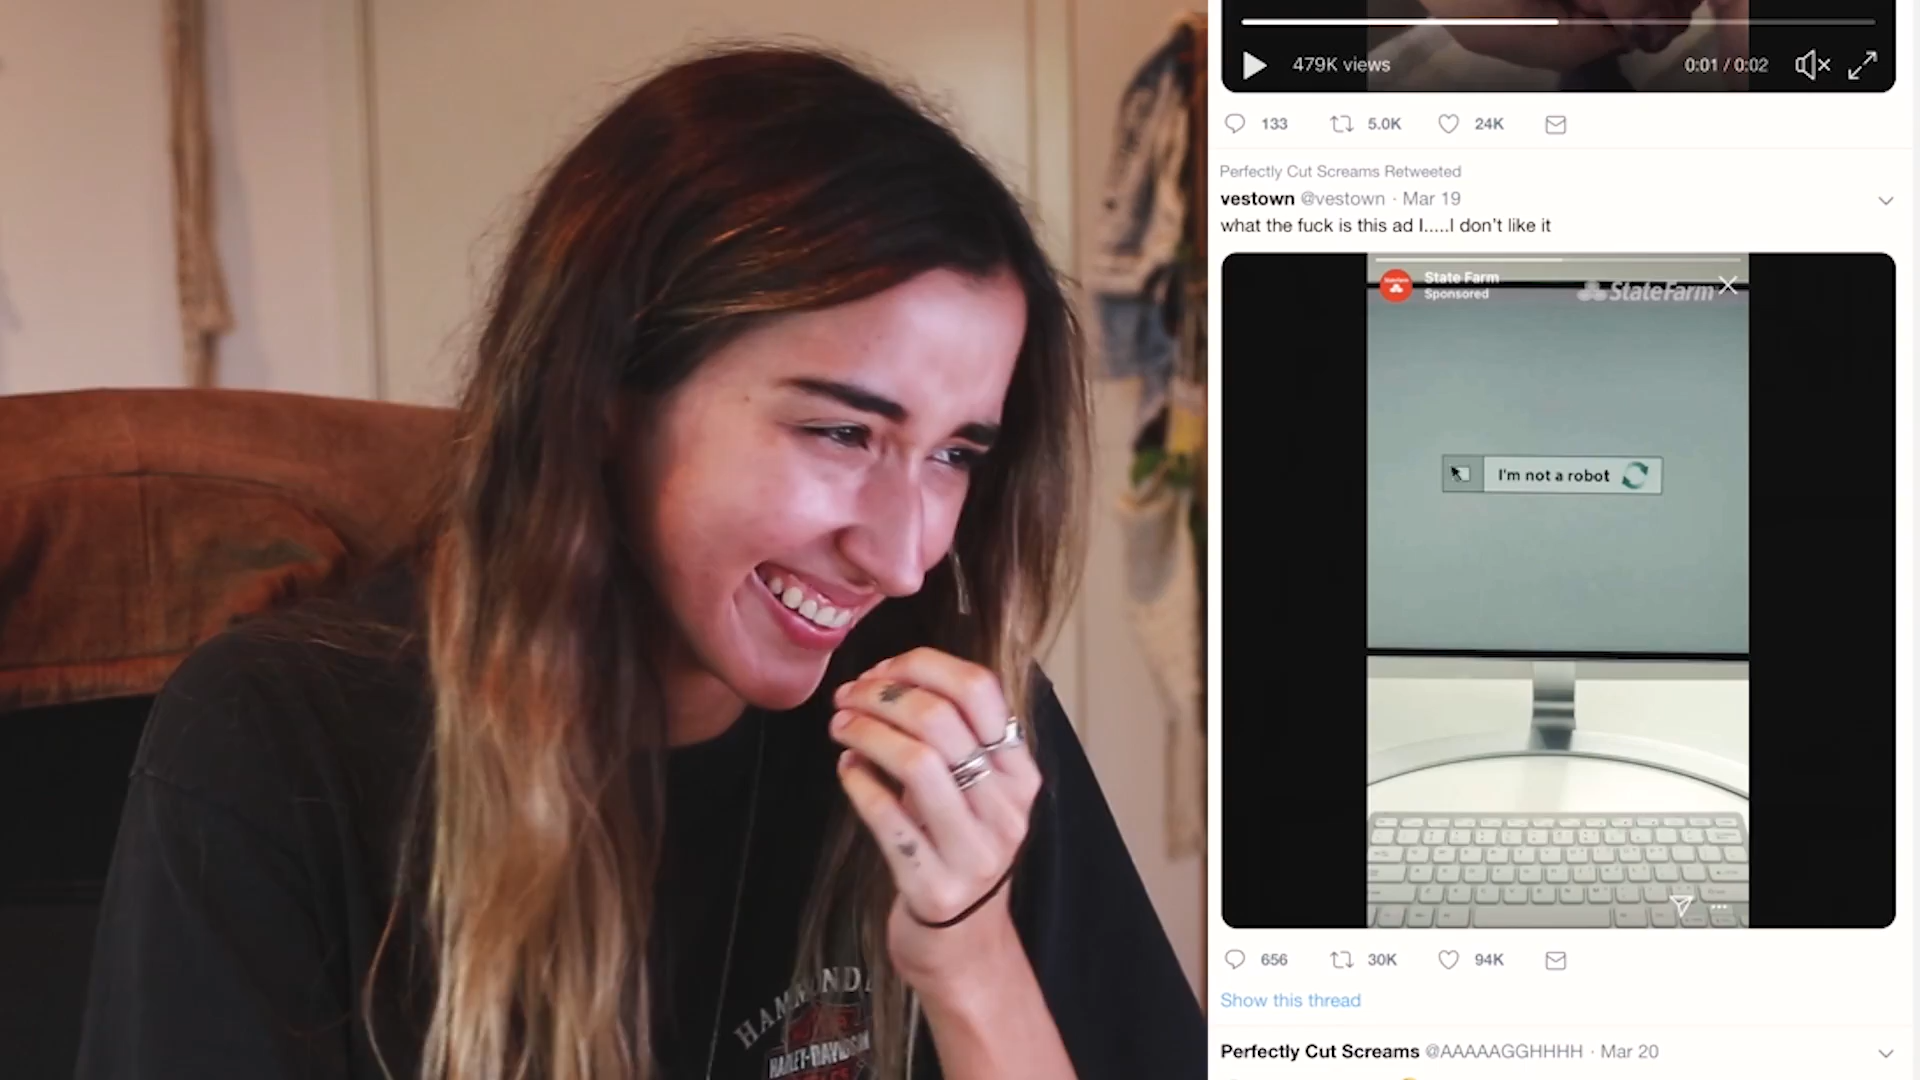 479K views
0:01 / 0:02
133
5.0K
24K
Perfectly Cut Screams Retweeted
vestown @vestown · Mar 19
what the fuck is this ad I.....I don't like it
State Farm
Sponsored
StateFarm
I'm not a robot
656
30K
94K
Show this thread
Perfectly Cut Screams @AAAAAGGHHHH · Mar 20
HARLEY-DAVIDSON